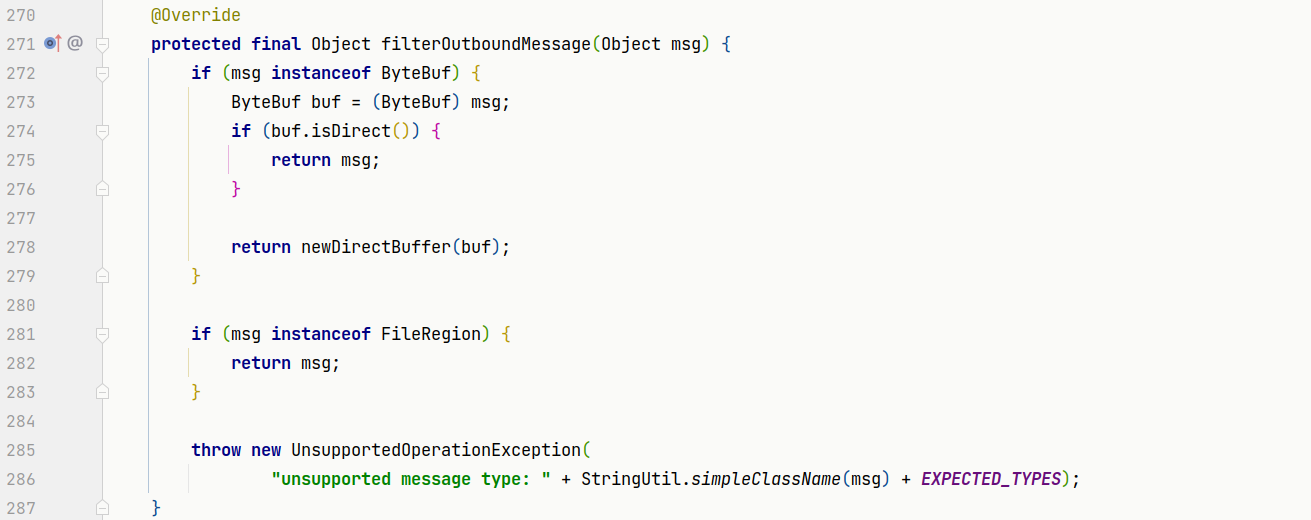 270 @Override
271 @ protected final Object filterOutboundMessage(Object msg) {
272 if (msg instanceof ByteBuf) {
273 ByteBuf buf = (ByteBuf) msg;
274 if (buf.isDirect()) {
275 return msg;
276 }
277
278 return newDirectBuffer(buf);
279 }
280
281 if (msg instanceof FileRegion) {
282 return msg;
283 }
284
285 throw new UnsupportedOperationException(
286 "unsupported message type: " + StringUtil.simpleClassName(msg) + EXPECTED_TYPES);
287 }